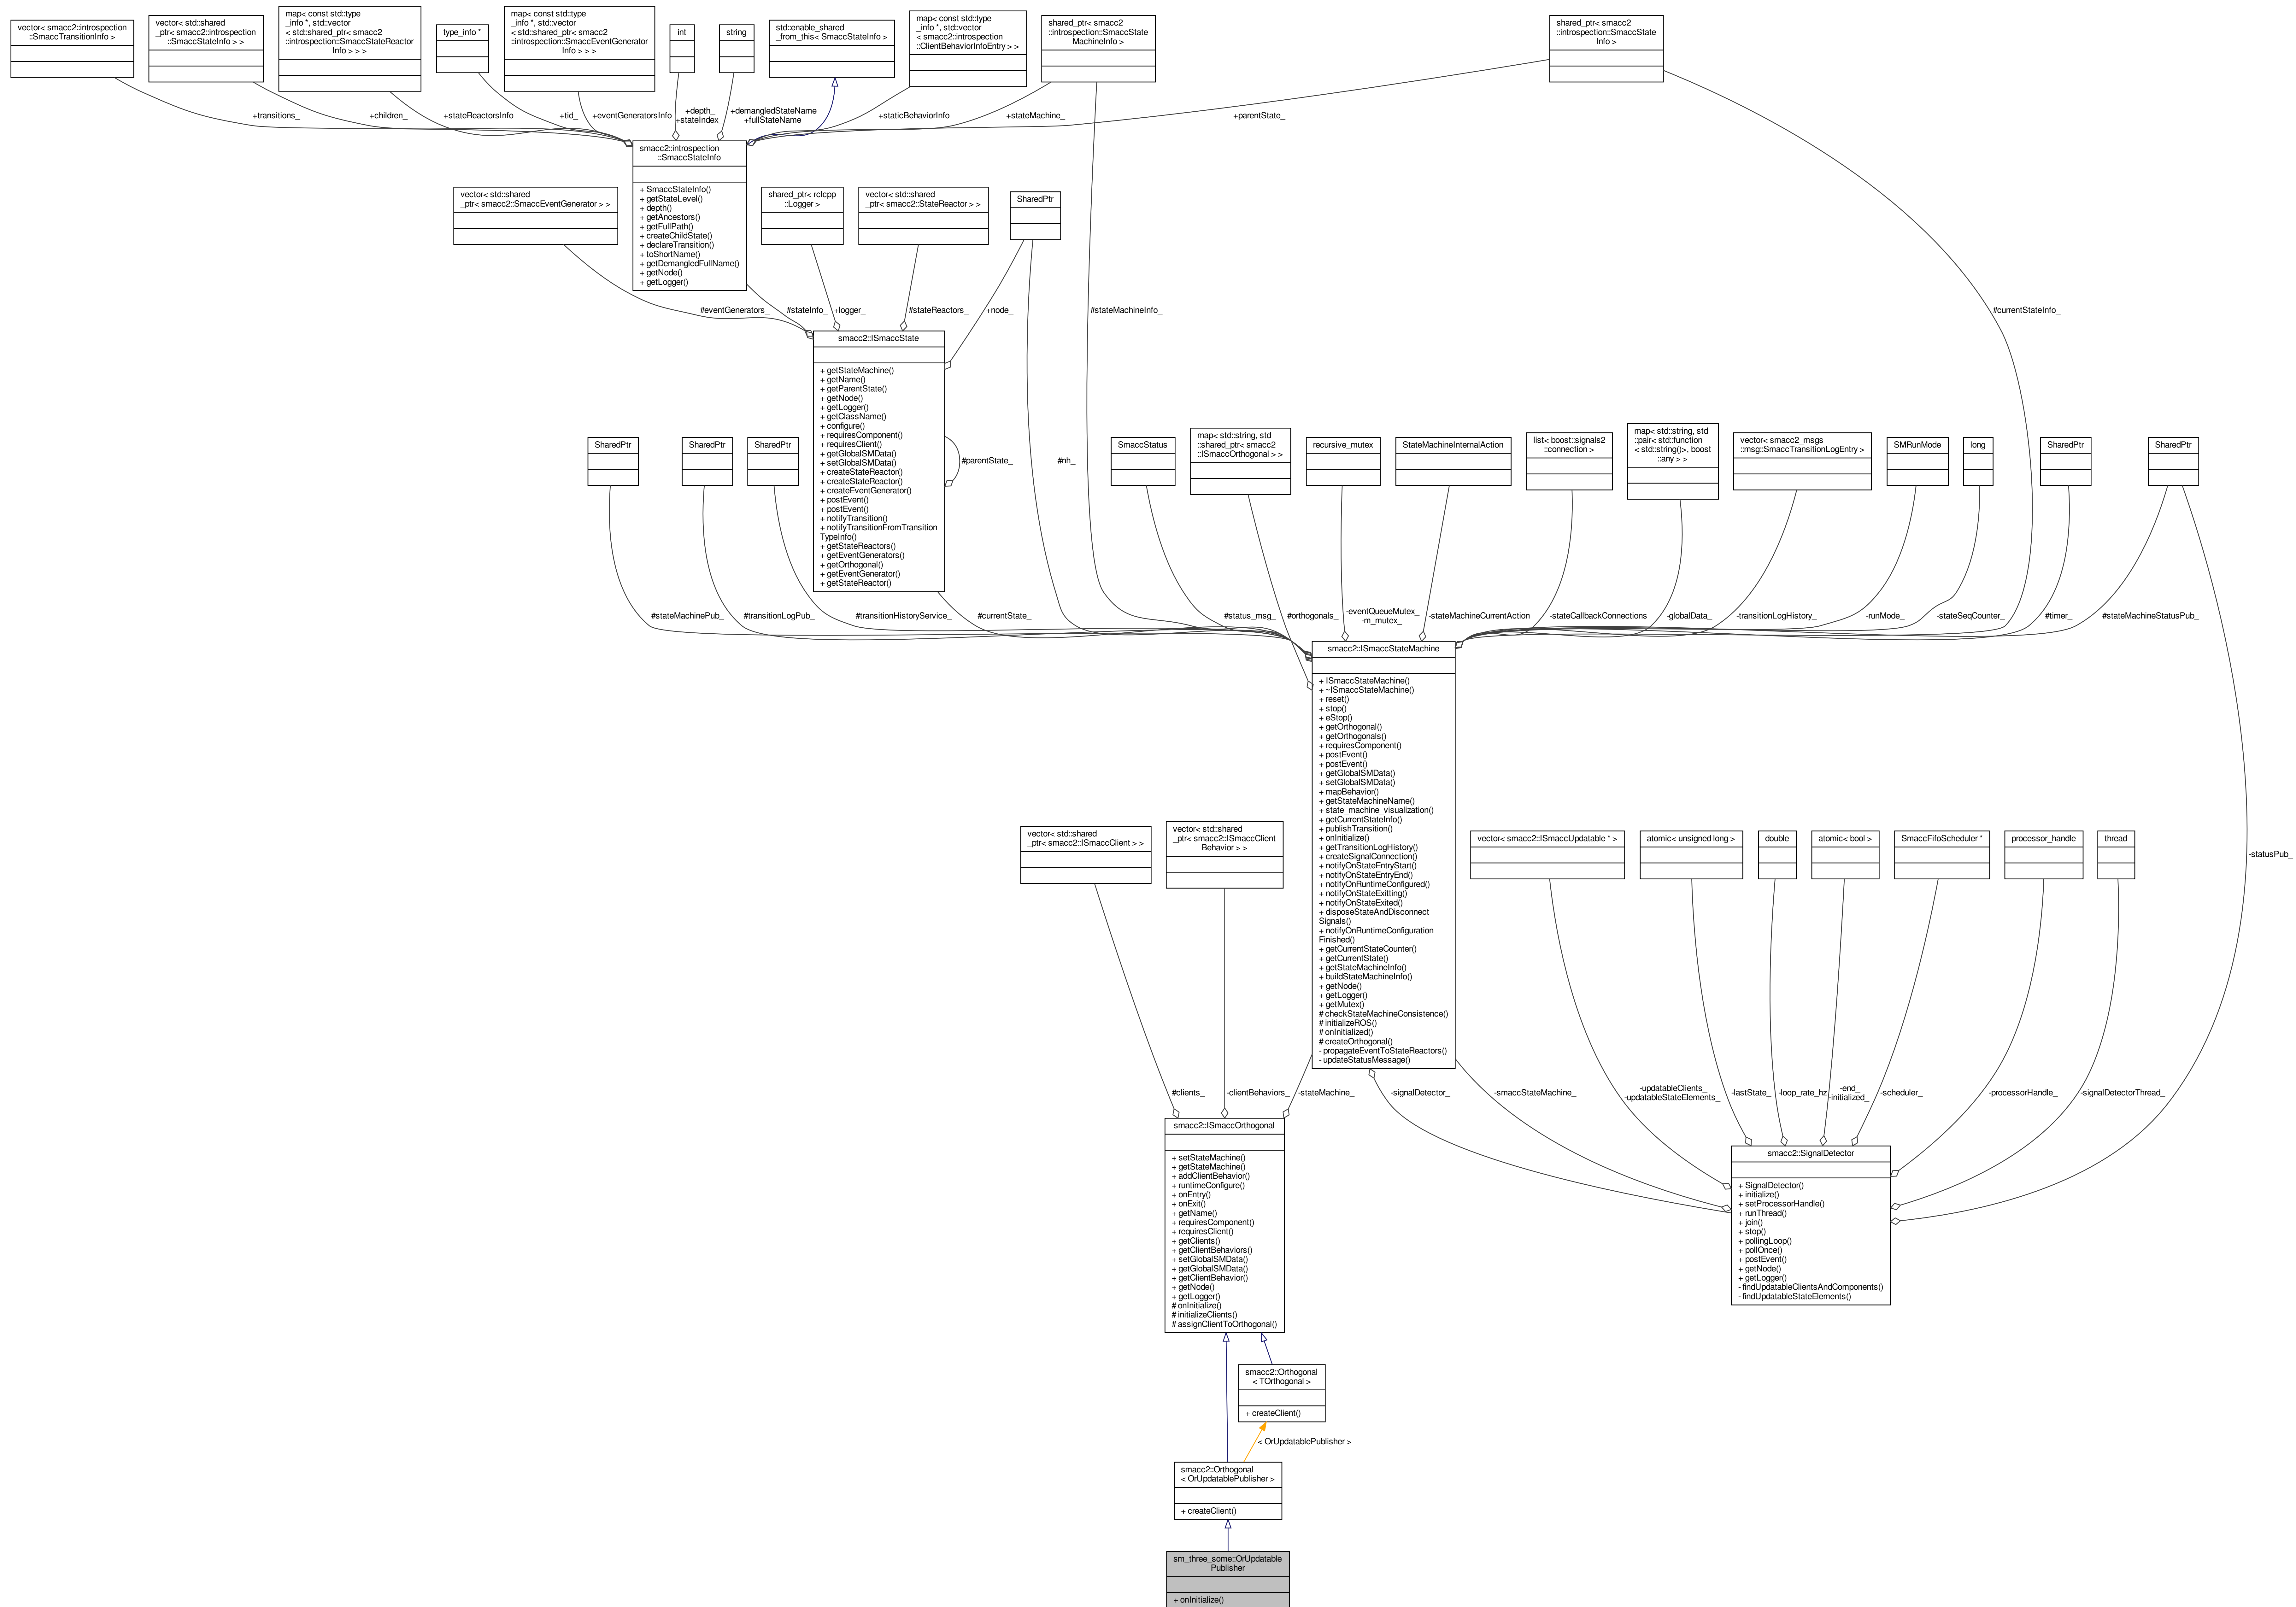 vector< smacc2::introspection
::SmaccTransitionInfo >
vector< std::shared
_ptr< smacc2::introspection
::SmaccStateInfo > >
map< const std::type
_info *, std::vector
< std::shared_ptr< smacc2
::introspection::SmaccStateReactor
Info > > >
type_info *
map< const std::type
_info *, std::vector
< std::shared_ptr< smacc2
::introspection::SmaccEventGenerator
Info > > >
int
string
std::enable_shared
_from_this< SmaccStateInfo >
map< const std::type
_info *, std::vector
< smacc2::introspection
::ClientBehaviorInfoEntry > >
shared_ptr< smacc2
::introspection::SmaccState
MachineInfo >
shared_ptr< smacc2
::introspection::SmaccState
Info >
+transitions_
+children_
+stateReactorsInfo
+tid_
+eventGeneratorsInfo
+depth_
+stateIndex_
+demangledStateName
+fullStateName
+staticBehaviorInfo
+stateMachine_
+parentState_
smacc2::introspection
::SmaccStateInfo
+ SmaccStateInfo()
+ getStateLevel()
+ depth()
+ getAncestors()
+ getFullPath()
+ createChildState()
+ declareTransition()
+ toShortName()
+ getDemangledFullName()
+ getNode()
+ getLogger()
vector< std::shared
_ptr< smacc2::SmaccEventGenerator > >
shared_ptr< rclcpp
::Logger >
vector< std::shared
_ptr< smacc2::StateReactor > >
SharedPtr
#eventGenerators_
#stateInfo_
+logger_
#stateReactors_
+node_
#stateMachineInfo_
#currentStateInfo_
smacc2::ISmaccState
+ getStateMachine()
+ getName()
+ getParentState()
+ getNode()
+ getLogger()
+ getClassName()
+ configure()
+ requiresComponent()
+ requiresClient()
+ getGlobalSMData()
+ setGlobalSMData()
+ createStateReactor()
+ createStateReactor()
+ createEventGenerator()
+ postEvent()
+ postEvent()
+ notifyTransition()
+ notifyTransitionFromTransition
TypeInfo()
+ getStateReactors()
+ getEventGenerators()
+ getOrthogonal()
+ getEventGenerator()
+ getStateReactor()
#parentState_
#nh_
SharedPtr
SharedPtr
SharedPtr
SmaccStatus
map< std::string, std
::shared_ptr< smacc2
::ISmaccOrthogonal > >
recursive_mutex
StateMachineInternalAction
list< boost::signals2
::connection >
map< std::string, std
::pair< std::function
< std::string()>, boost
::any > >
vector< smacc2_msgs
::msg::SmaccTransitionLogEntry >
SMRunMode
long
SharedPtr
SharedPtr
#stateMachinePub_
#transitionLogPub_
#transitionHistoryService_
#currentState_
#status_msg_
#orthogonals_
-eventQueueMutex_
-m_mutex_
-stateMachineCurrentAction
-stateCallbackConnections
-globalData_
-transitionLogHistory_
-runMode_
-stateSeqCounter_
#timer_
#stateMachineStatusPub_
smacc2::ISmaccStateMachine
+ ISmaccStateMachine()
+ ~ISmaccStateMachine()
+ reset()
+ stop()
+ eStop()
+ getOrthogonal()
+ getOrthogonals()
+ requiresComponent()
+ postEvent()
+ postEvent()
+ getGlobalSMData()
+ setGlobalSMData()
+ mapBehavior()
+ getStateMachineName()
+ state_machine_visualization()
+ getCurrentStateInfo()
+ publishTransition()
+ onInitialize()
+ getTransitionLogHistory()
+ createSignalConnection()
+ notifyOnStateEntryStart()
+ notifyOnStateEntryEnd()
+ notifyOnRuntimeConfigured()
+ notifyOnStateExitting()
+ notifyOnStateExited()
+ disposeStateAndDisconnect
Signals()
+ notifyOnRuntimeConfiguration
Finished()
+ getCurrentStateCounter()
+ getCurrentState()
+ getStateMachineInfo()
+ buildStateMachineInfo()
+ getNode()
+ getLogger()
+ getMutex()
# checkStateMachineConsistence()
# initializeROS()
# onInitialized()
# createOrthogonal()
- propagateEventToStateReactors()
- updateStatusMessage()
vector< std::shared
_ptr< smacc2::ISmaccClient > >
vector< std::shared
_ptr< smacc2::ISmaccClient
Behavior > >
vector< smacc2::ISmaccUpdatable * >
atomic< unsigned long >
double
atomic< bool >
SmaccFifoScheduler *
processor_handle
thread
-statusPub_
#clients_
-clientBehaviors_
-stateMachine_
-signalDetector_
-smaccStateMachine_
-updatableClients_
-updatableStateElements_
-lastState_
-loop_rate_hz
-end_
-initialized_
-scheduler_
-processorHandle_
-signalDetectorThread_
smacc2::ISmaccOrthogonal
+ setStateMachine()
+ getStateMachine()
+ addClientBehavior()
+ runtimeConfigure()
+ onEntry()
+ onExit()
+ getName()
+ requiresComponent()
+ requiresClient()
+ getClients()
+ getClientBehaviors()
+ setGlobalSMData()
+ getGlobalSMData()
+ getClientBehavior()
+ getNode()
+ getLogger()
# onInitialize()
# initializeClients()
# assignClientToOrthogonal()
smacc2::SignalDetector
+ SignalDetector()
+ initialize()
+ setProcessorHandle()
+ runThread()
+ join()
+ stop()
+ pollingLoop()
+ pollOnce()
+ postEvent()
+ getNode()
+ getLogger()
- findUpdatableClientsAndComponents()
- findUpdatableStateElements()
smacc2::Orthogonal
< TOrthogonal >
+ createClient()
< OrUpdatablePublisher >
smacc2::Orthogonal
< OrUpdatablePublisher >
+ createClient()
sm_three_some::OrUpdatable
Publisher
+ onInitialize()